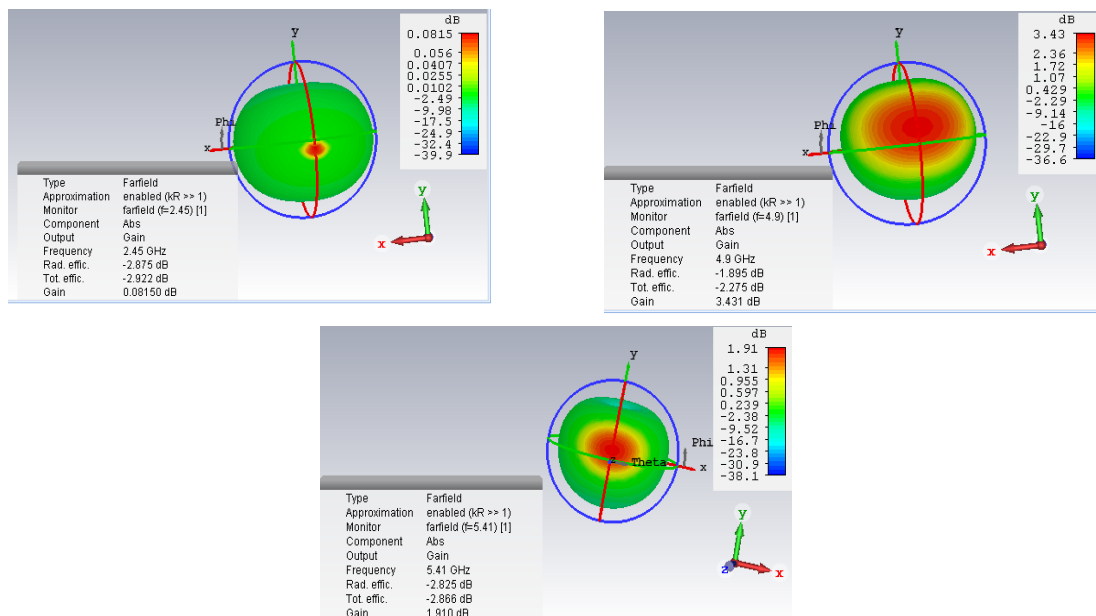 dB
0.0815
0.056
0.0407
0.0255
0.0102
-2.49
-9.98
-17.5
-24.9
-32.4
-39.9
y
Phi
x
Type Farfield
Approximation enabled (kR >> 1)
Monitor farfield (f=2.45) [1]
Component Abs
Output Gain
Frequency 2.45 GHz
Rad. effic. -2.875 dB
Tot. effic. -2.922 dB
Gain 0.08150 dB
y
x
dB
3.43
2.36
1.72
1.07
0.429
-2.29
-9.14
-16
-22.9
-29.7
-36.6
y
Phi
x
Type Farfield
Approximation enabled (kR >> 1)
Monitor farfield (f=4.9) [1]
Component Abs
Output Gain
Frequency 4.9 GHz
Rad. effic. -1.895 dB
Tot. effic. -2.275 dB
Gain 3.431 dB
y
x
dB
1.91
1.31
0.955
0.597
0.239
-2.38
-9.52
-16.7
-23.8
-30.9
-38.1
y
Phi
z
Theta
x
Type Farfield
Approximation enabled (kR >> 1)
Monitor farfield (f=5.41) [1]
Component Abs
Output Gain
Frequency 5.41 GHz
Rad. effic. -2.825 dB
Tot. effic. -2.866 dB
Gain 1.910 dB
y
z
x